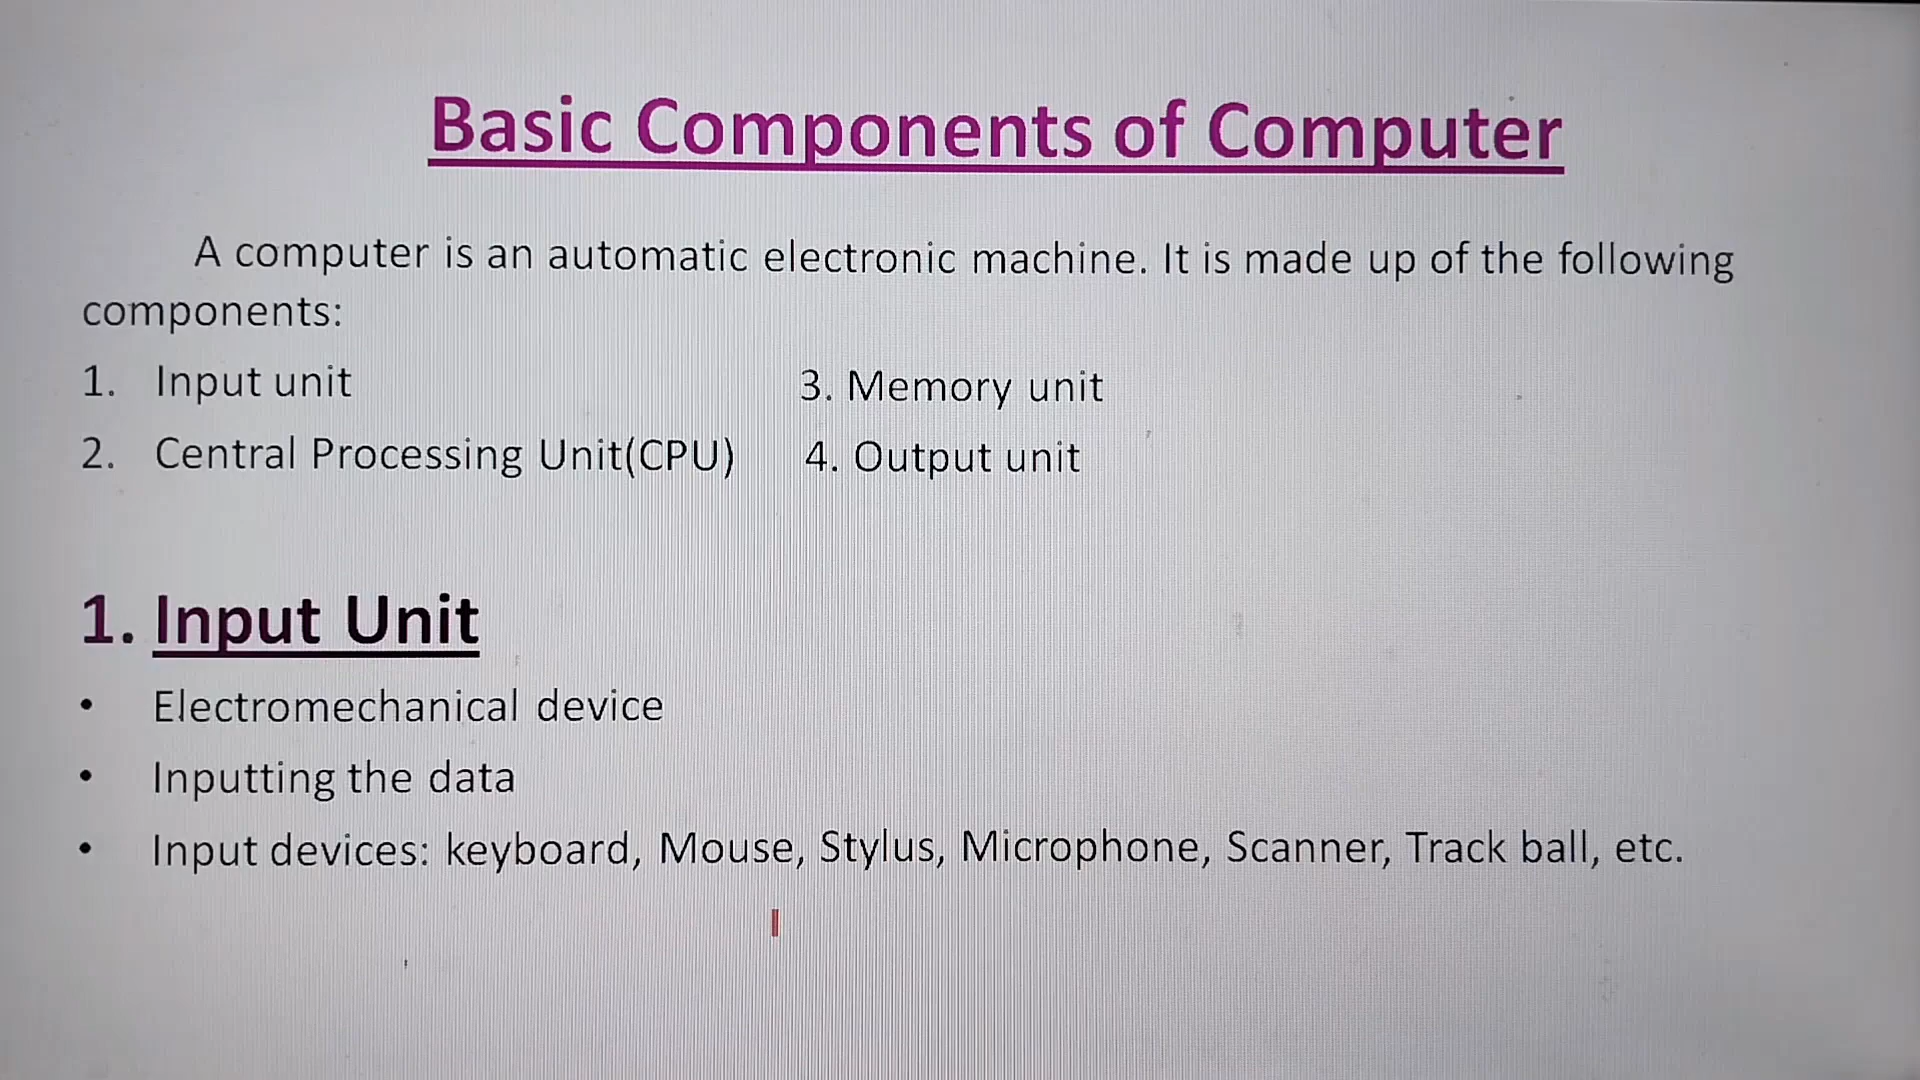 Basic Components of Computer
A computer is an automatic electronic machine. It is made up of the following
components:
1. Input unit
2. Central Processing Unit(CPU)
3. Memory unit
4. Output unit
1. Input Unit
• Electromechanical device
• Inputting the data
• Input devices: keyboard, Mouse, Stylus, Microphone, Scanner, Track ball, etc.